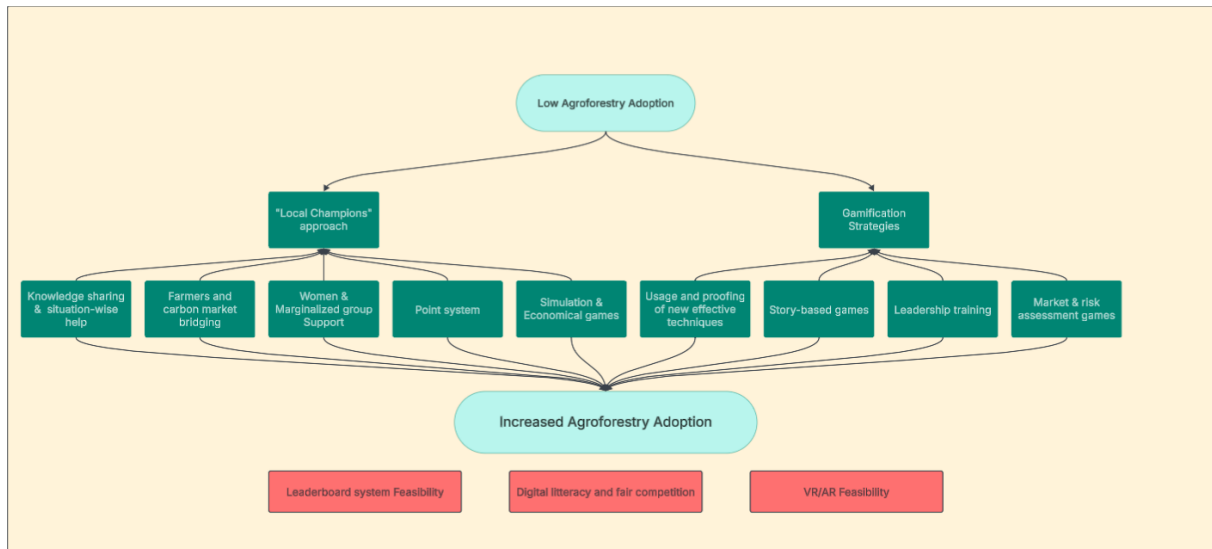 Low Agroforestry Adoption
"Local Champions"
approach
Gamification
Strategies
Knowledge sharing
& situation-wise
help
Farmers and
carbon market
bridging
Women &
Marginalized group
Support
Point system
Simulation &
Economical games
Usage and proofing
of new effective
techniques
Story-based games
Leadership training
Market & risk
assessment games
Increased Agroforestry Adoption
Leaderboard system Feasibility
Digital litteracy and fair competition
VR/AR Feasibility